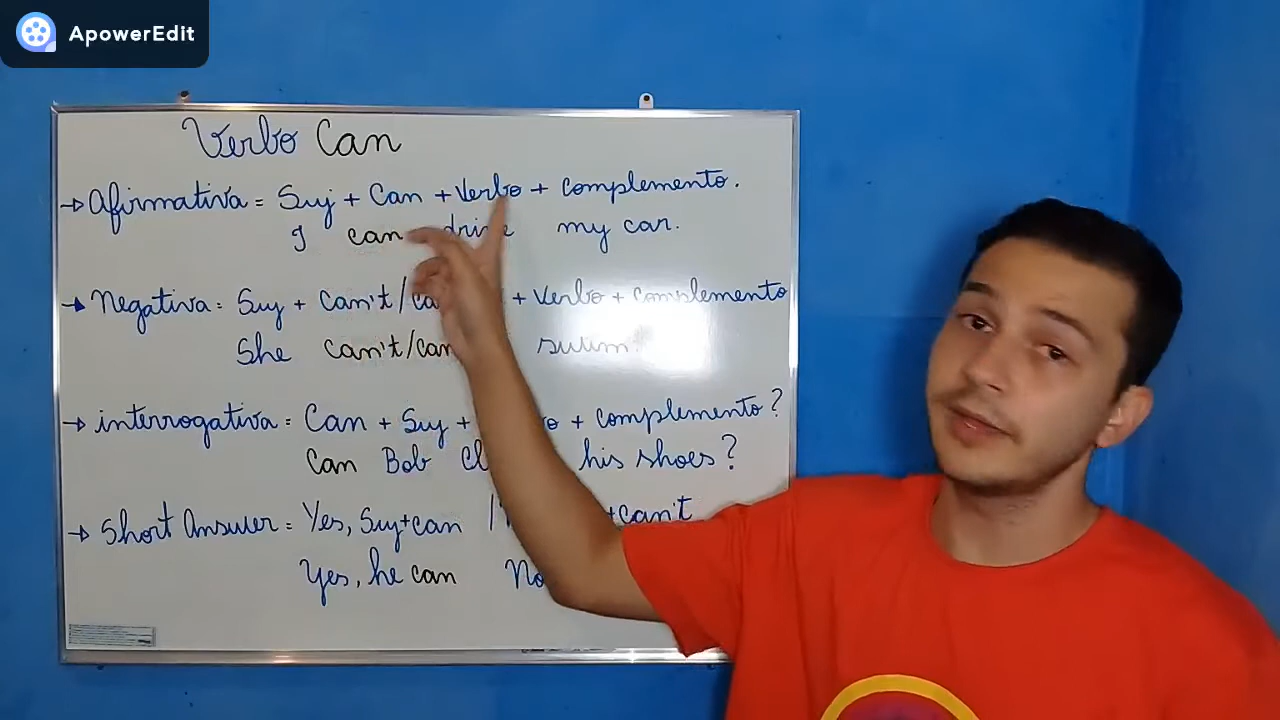 ApowerEdit
Verbo Can
→ Afirmativa = Suj + Can + Verbo + complemento.
I can drive my car.
→ Negativa = Suj + Can't / + Verbo + complemento
She can't / swim.
→ interrogativa = Can + Suj + + complemento?
Can Bob his shoes?
→ Short Answer = Yes, Suj + can / + can't
Yes, he can No